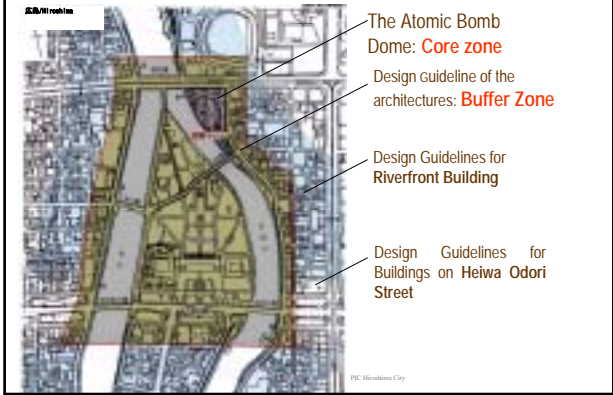 広島/Hiroshima
The Atomic Bomb
Dome: Core zone
Design Guideline of the
architectures: Buffer Zone
Design Guidelines for
Riverfront Building
Design Guidelines for
Buildings on Heiwa Odori
Street
PIC Hiroshima City